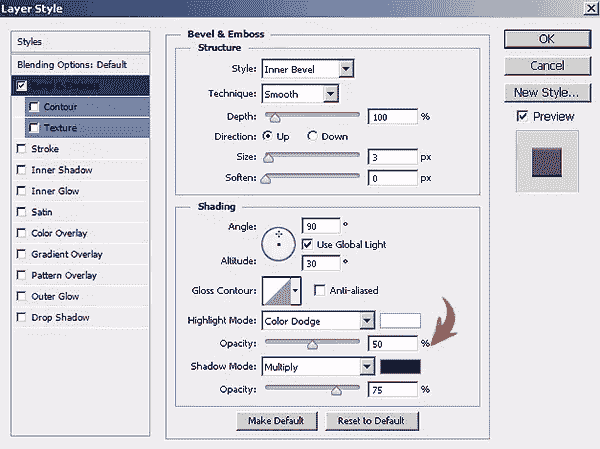 Layer Style
Styles
Blending Options: Default
Bevel & Emboss
Contour
Texture
Stroke
Inner Shadow
Inner Glow
Satin
Color Overlay
Gradient Overlay
Pattern Overlay
Outer Glow
Drop Shadow
Bevel & Emboss
Structure
Style: Inner Bevel
Technique: Smooth
Depth: 100 %
Direction: Up Down
Size: 3 px
Soften: 0 px
Shading
Angle: 90 °
Use Global Light
Altitude: 30 °
Gloss Contour: Anti-aliased
Highlight Mode: Color Dodge
Opacity: 50 %
Shadow Mode: Multiply
Opacity: 75 %
Make Default Reset to Default
OK
Cancel
New Style...
Preview